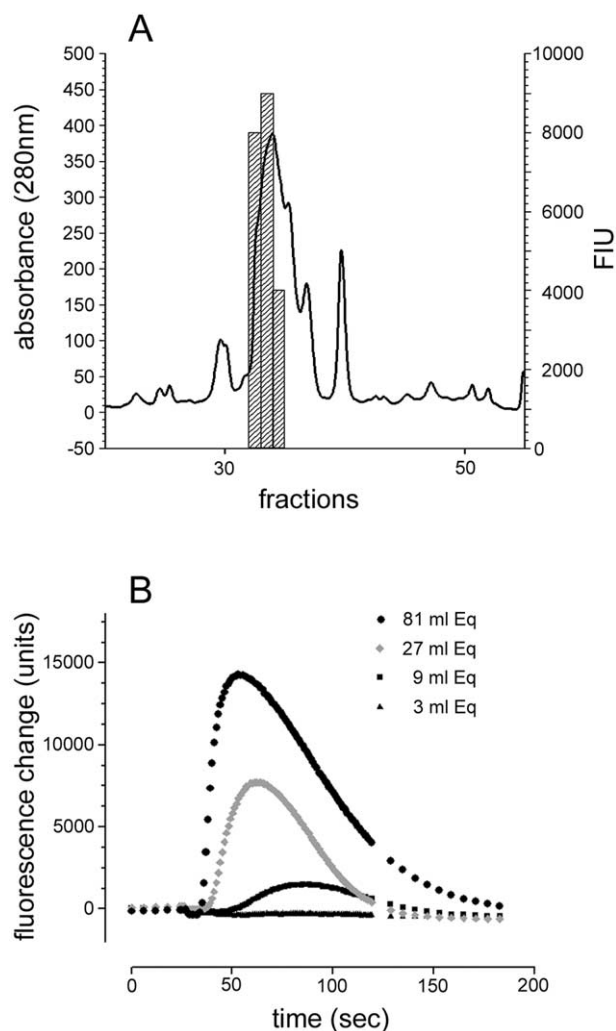 A
absorbance (280nm)
500
450
400
350
300
250
200
150
100
50
0
-50
10000
8000
6000
4000
2000
0
FIU
30
50
fractions
B
81 ml Eq
27 ml Eq
9 ml Eq
3 ml Eq
fluorescence change (units)
15000
10000
5000
0
0
50
100
150
200
time (sec)